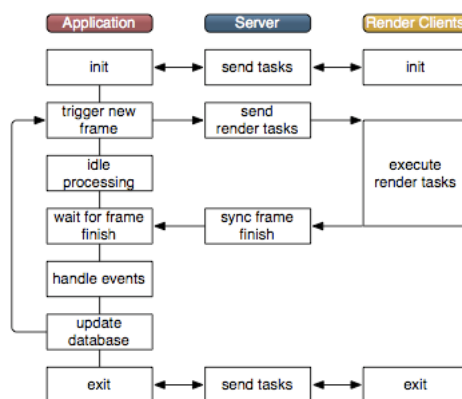 Application Server Render Clients
init send tasks init
trigger new send
frame render tasks
execute
render tasks
idle
processing
wait for frame sync frame
finish finish
handle events
update
database
exit send tasks exit